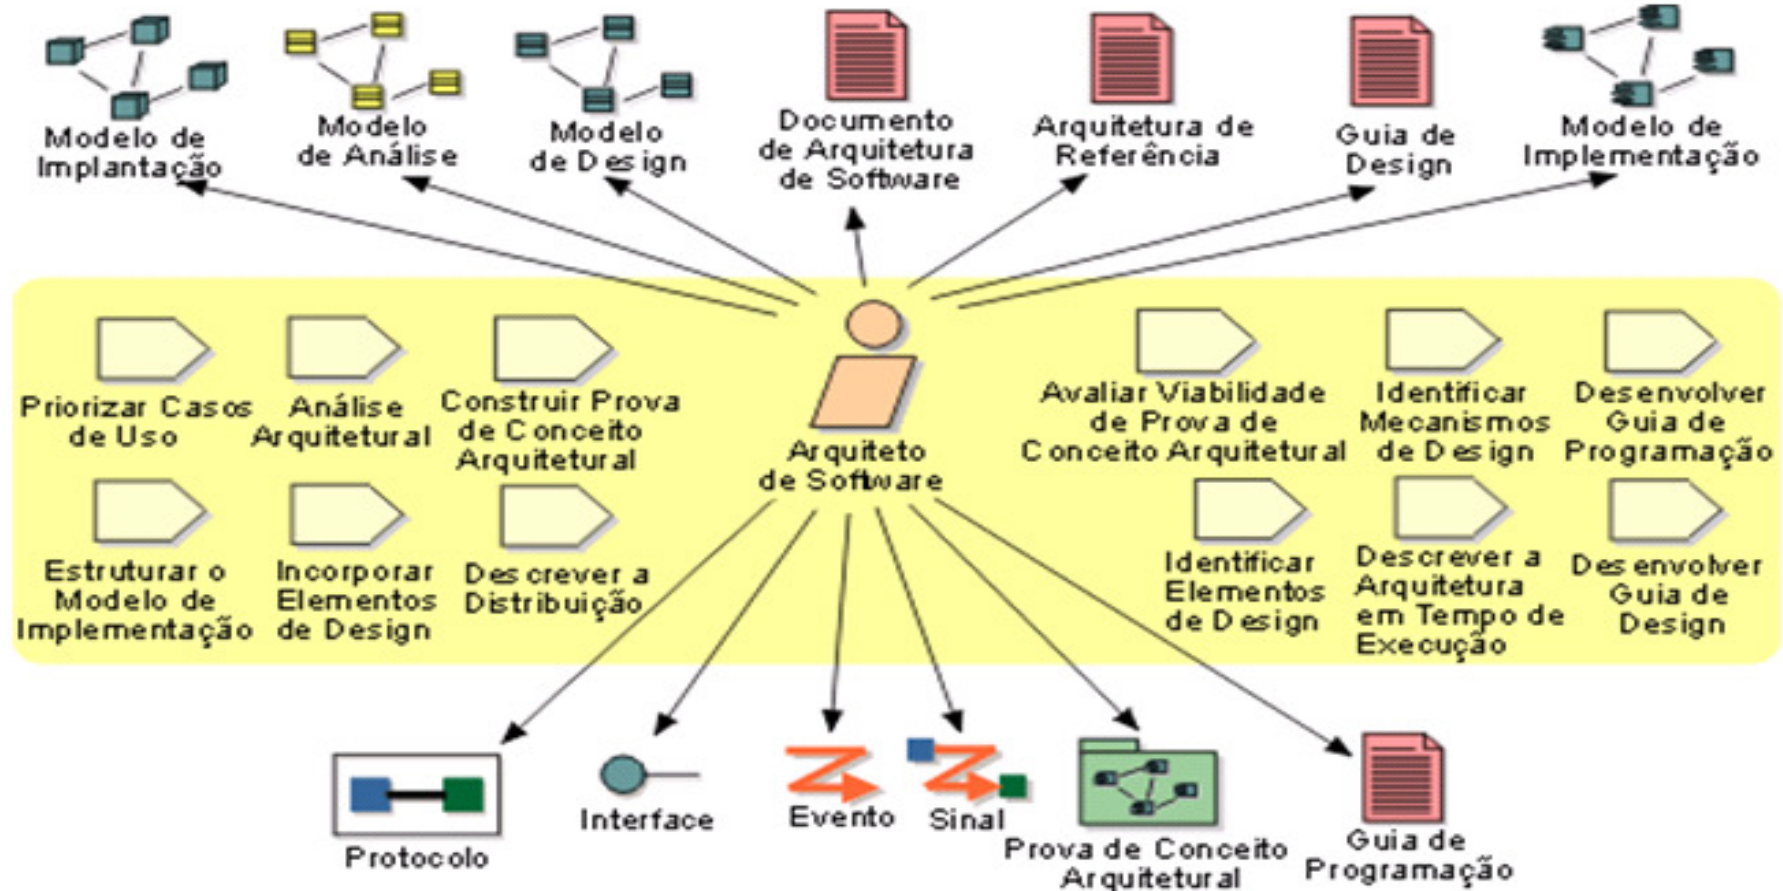 Modelo de
Implantação
Modelo
de Análise
Modelo
de Design
Documento
de Arquitetura
de Software
Arquitetura de
Referência
Guia de
Design
Modelo de
Implementação
Priorizar Casos
de Uso
Análise
Arquitetural
Construir Prova
de Conceito
Arquitetural
Arquiteto
de Software
Avaliar Viabilidade
de Prova de
Conceito Arquitetural
Identificar
Mecanismos
de Design
Desenvolver
Guia de
Programação
Estruturar o
Modelo de
Implementação
Incorporar
Elementos
de Design
Descrever a
Distribuição
Identificar
Elementos
de Design
Descrever a
Arquitetura
em Tempo de
Execução
Desenvolver
Guia de
Design
Protocolo
Interface
Evento
Sinal
Prova de Conceito
Arquitetural
Guia de
Programação